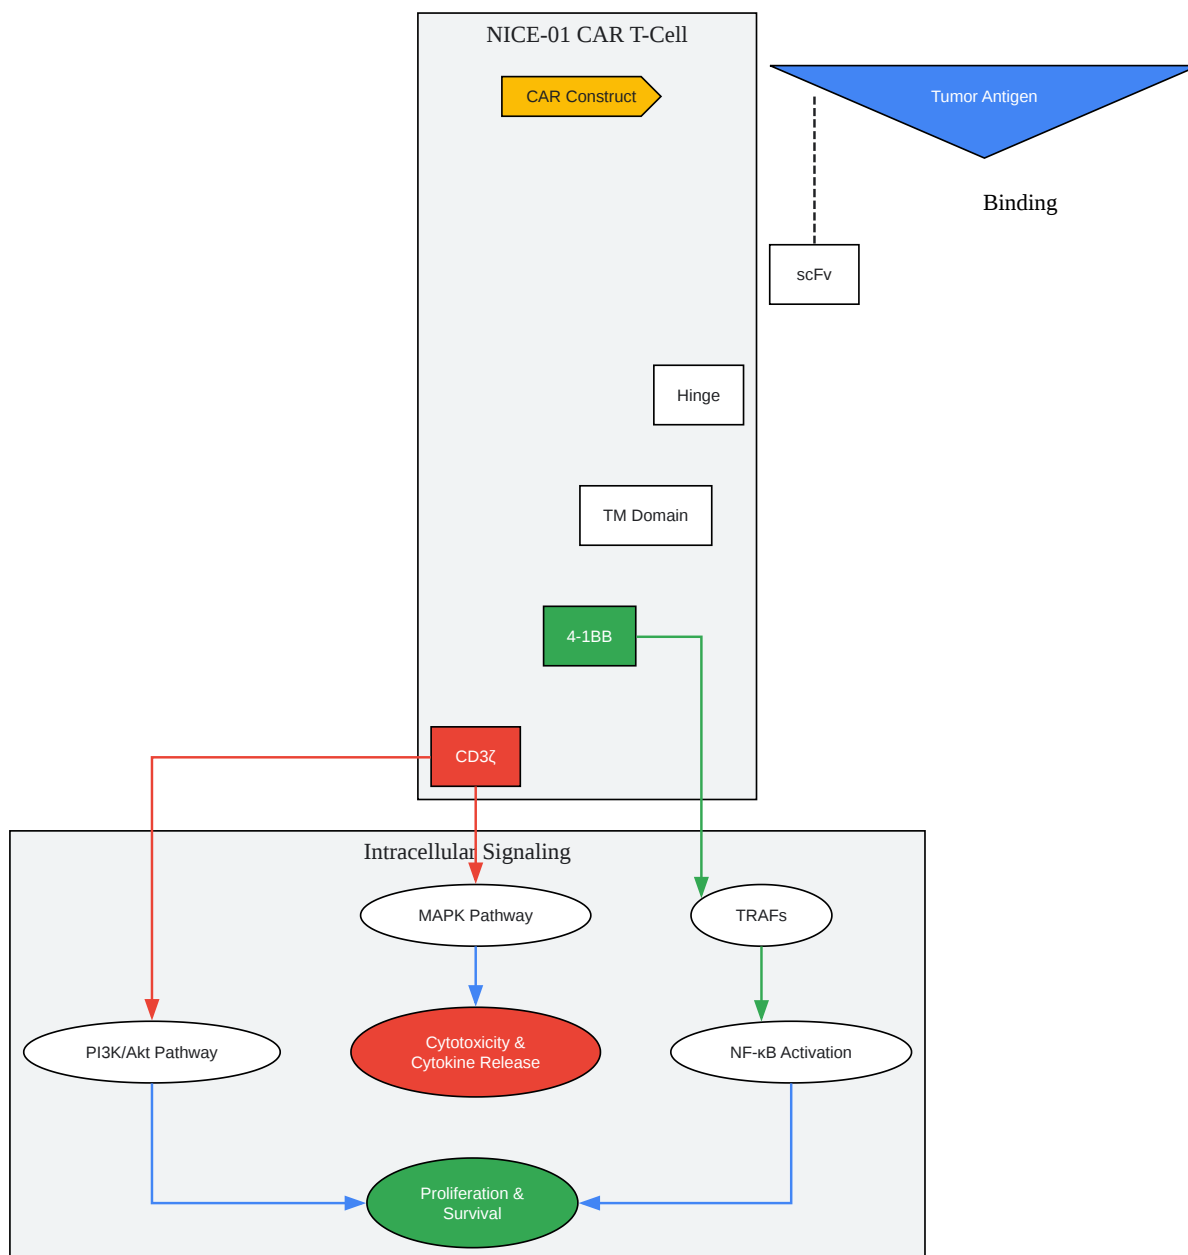 NICE-01 CAR T-Cell
CAR Construct
Tumor Antigen
Binding
scFv
Hinge
TM Domain
4-1BB
CD3ζ
Intracellular Signaling
MAPK Pathway
TRAFs
PI3K/Akt Pathway
Cytotoxicity &
Cytokine Release
NF-κB Activation
Proliferation &
Survival